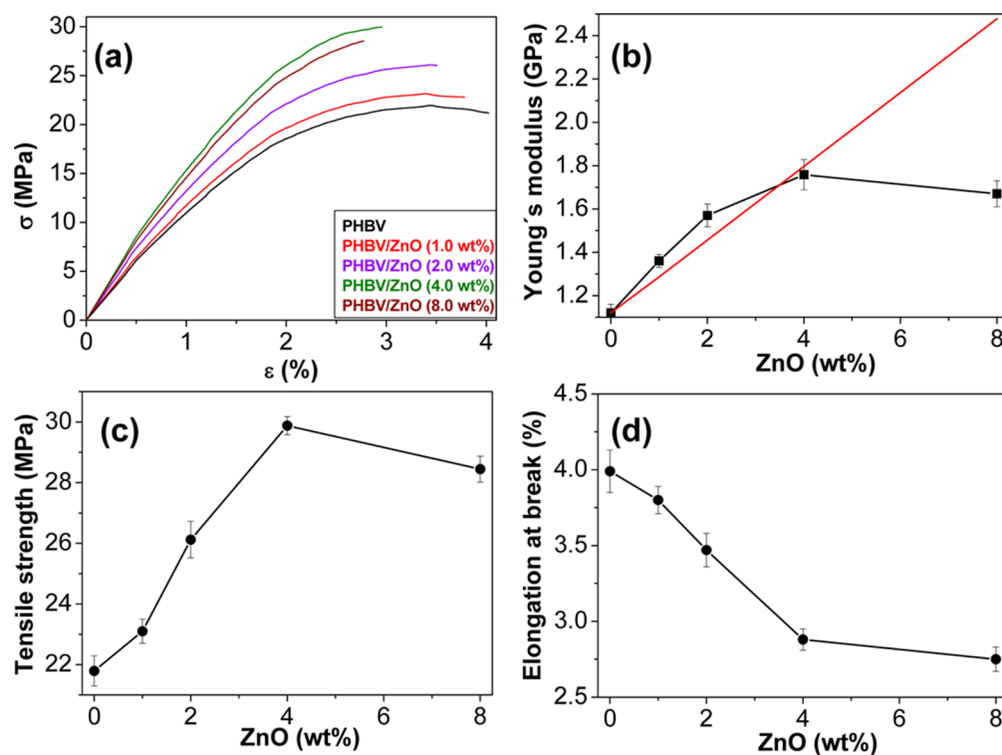 (a)
σ (MPa)
30
25
20
15
10
5
0
0 1 2 3 4
ε (%)
PHBV
PHBV/ZnO (1.0 wt%)
PHBV/ZnO (2.0 wt%)
PHBV/ZnO (4.0 wt%)
PHBV/ZnO (8.0 wt%)
(b)
Young´s modulus (GPa)
2.4
2.2
2.0
1.8
1.6
1.4
1.2
0 2 4 6 8
ZnO (wt%)
(c)
Tensile strength (MPa)
30
28
26
24
22
0 2 4 6 8
ZnO (wt%)
(d)
Elongation at break (%)
4.5
4.0
3.5
3.0
2.5
0 2 4 6 8
ZnO (wt%)